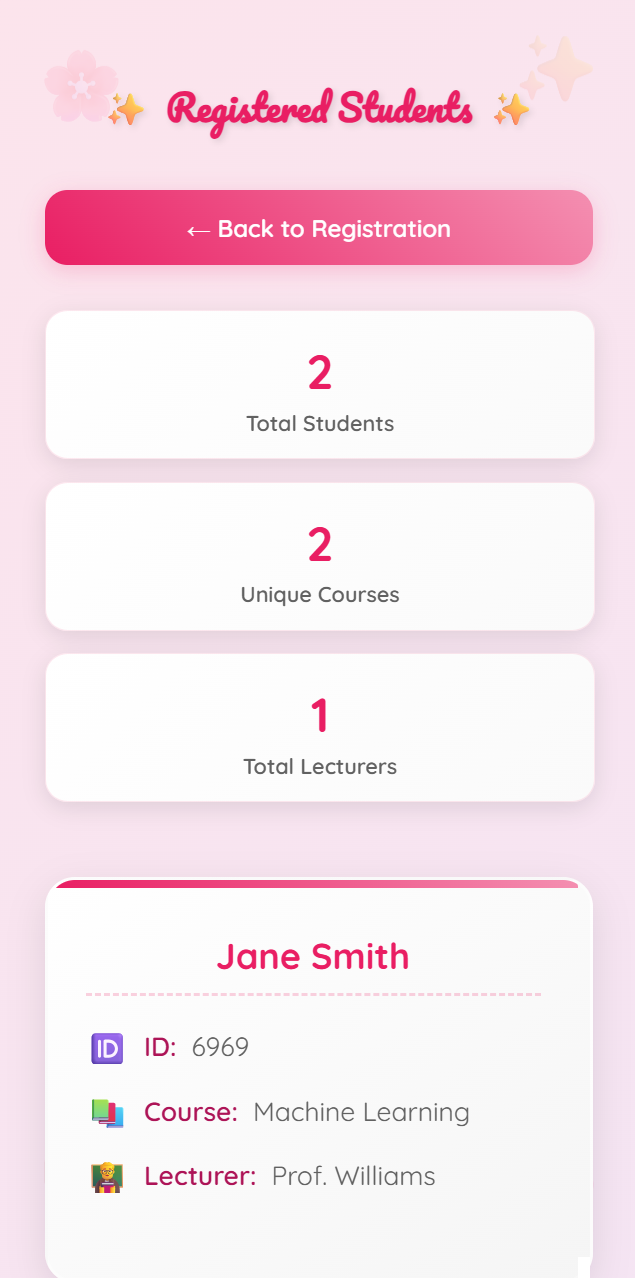 ✨ Registered Students ✨
← Back to Registration
2
Total Students
2
Unique Courses
1
Total Lecturers
Jane Smith
🆔 ID: 6969
📚 Course: Machine Learning
👨‍🏫 Lecturer: Prof. Williams